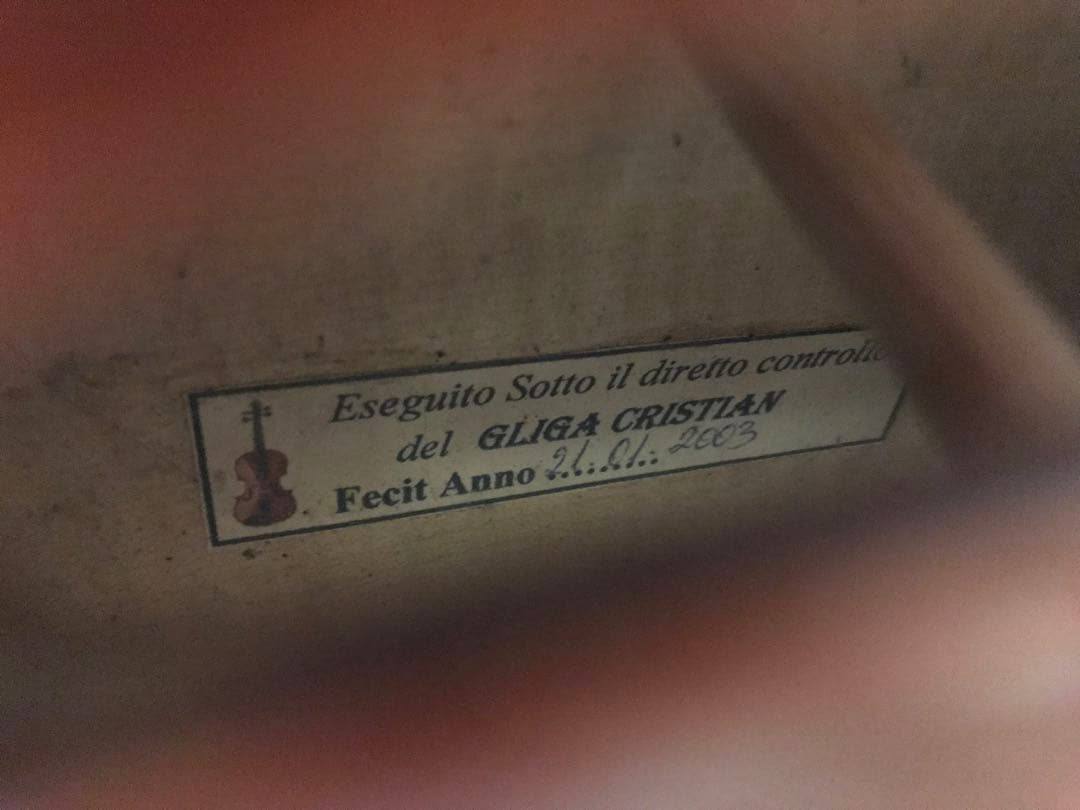 Eseguito Sotto il diretto controllo
del GLIGA CRISTIAN
Fecit Anno 21.01.2003